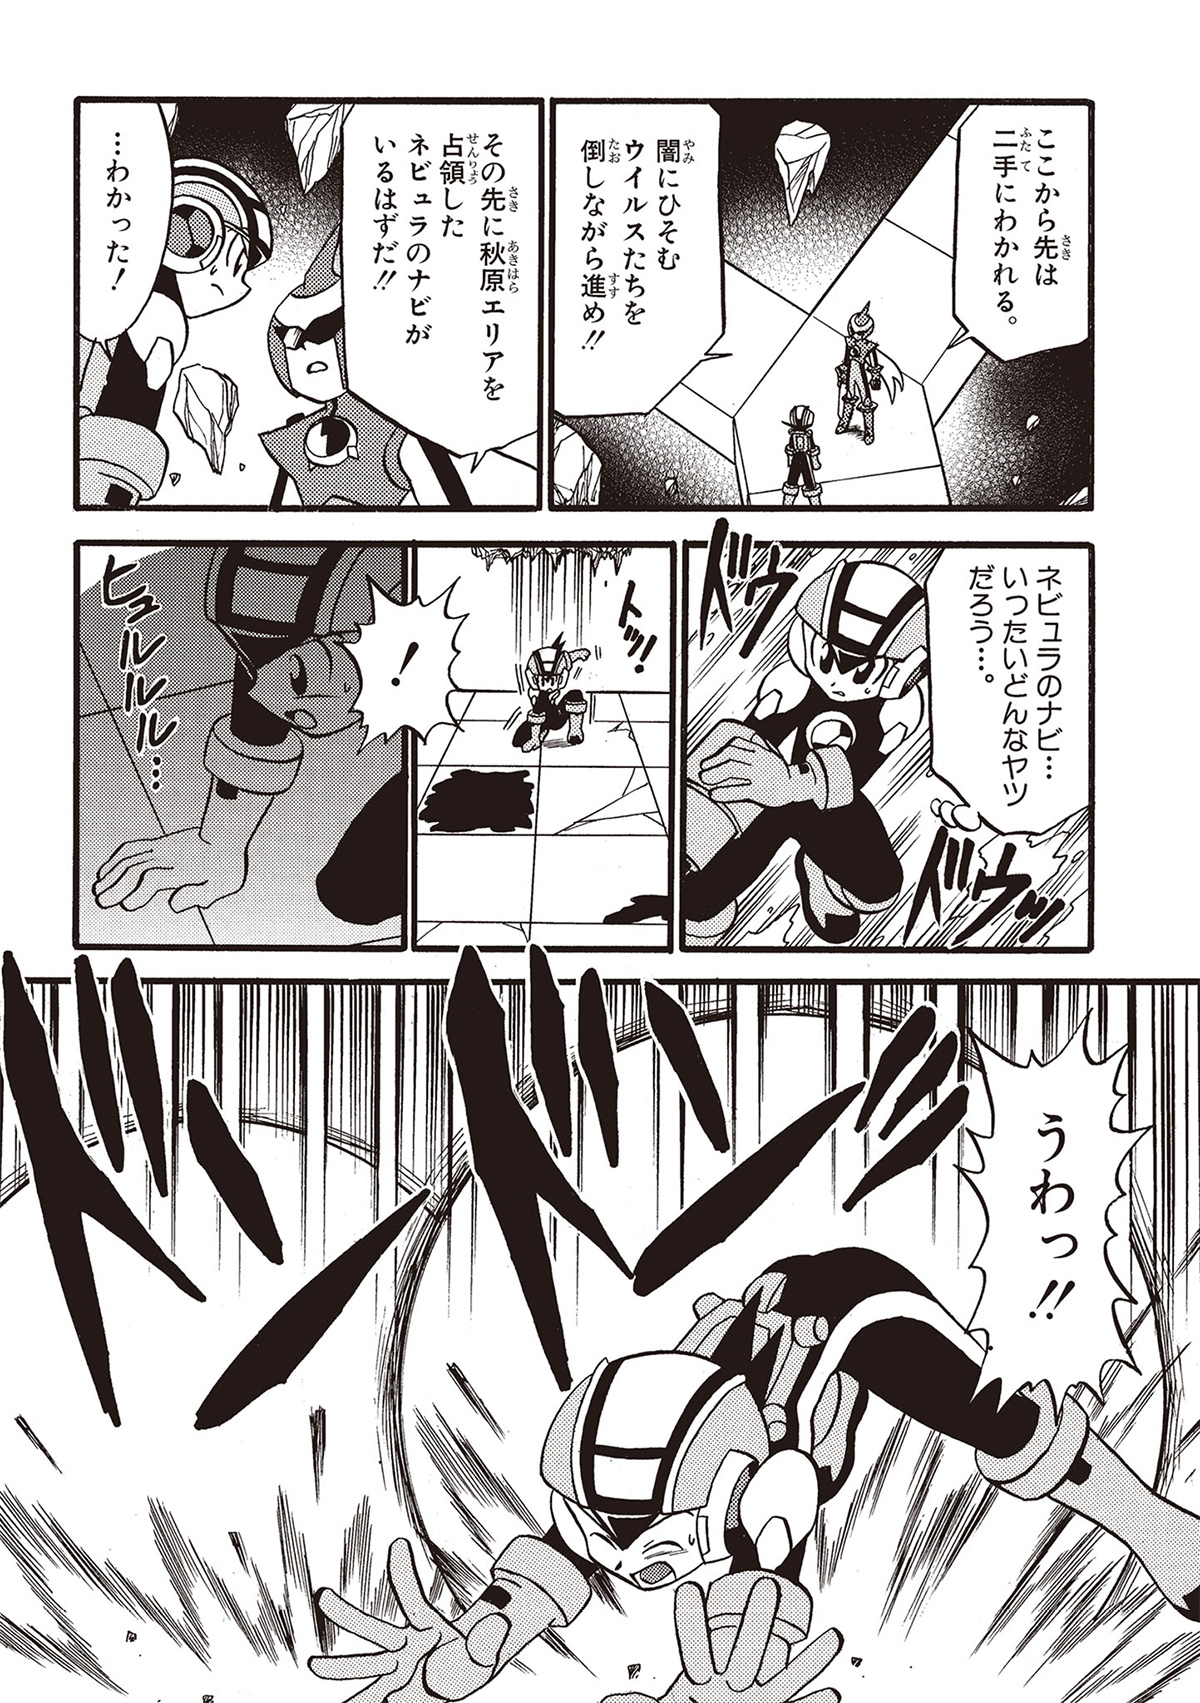 ここから先は
二手にわかれる。
闇にひそむ
ウイルスたちを
倒しながら進め!!
その先に秋原エリアを
占領した
ネビュラのナビが
いるはずだ!!
…わかった!
ネビュラのナビ…
いったいどんなヤツ
だろう…。
ドゥ
ドゥッ
トッ!
!
ヒュルルル…
うわっ!!
ドドドド